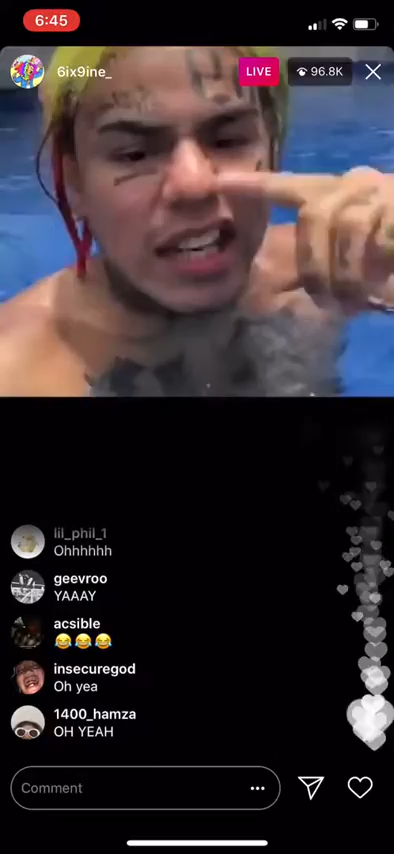 6:45
6ix9ine_
LIVE
96.8K
lil_phil_1
Ohhhhhh
geevroo
YAAAY
acsible
😂😂😂
insecuregod
Oh yea
1400_hamza
OH YEAH
Comment